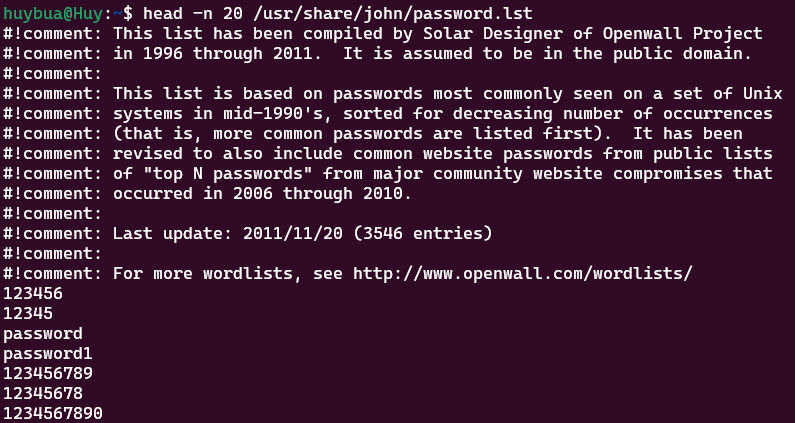 huybua@Huy:~$ head -n 20 /usr/share/john/password.lst
#!comment: This list has been compiled by Solar Designer of Openwall Project
#!comment: in 1996 through 2011.  It is assumed to be in the public domain.
#!comment:
#!comment: This list is based on passwords most commonly seen on a set of Unix
#!comment: systems in mid-1990's, sorted for decreasing number of occurrences
#!comment: (that is, more common passwords are listed first).  It has been
#!comment: revised to also include common website passwords from public lists
#!comment: of "top N passwords" from major community website compromises that
#!comment: occurred in 2006 through 2010.
#!comment:
#!comment: Last update: 2011/11/20 (3546 entries)
#!comment:
#!comment: For more wordlists, see http://www.openwall.com/wordlists/
123456
12345
password
password1
123456789
12345678
1234567890